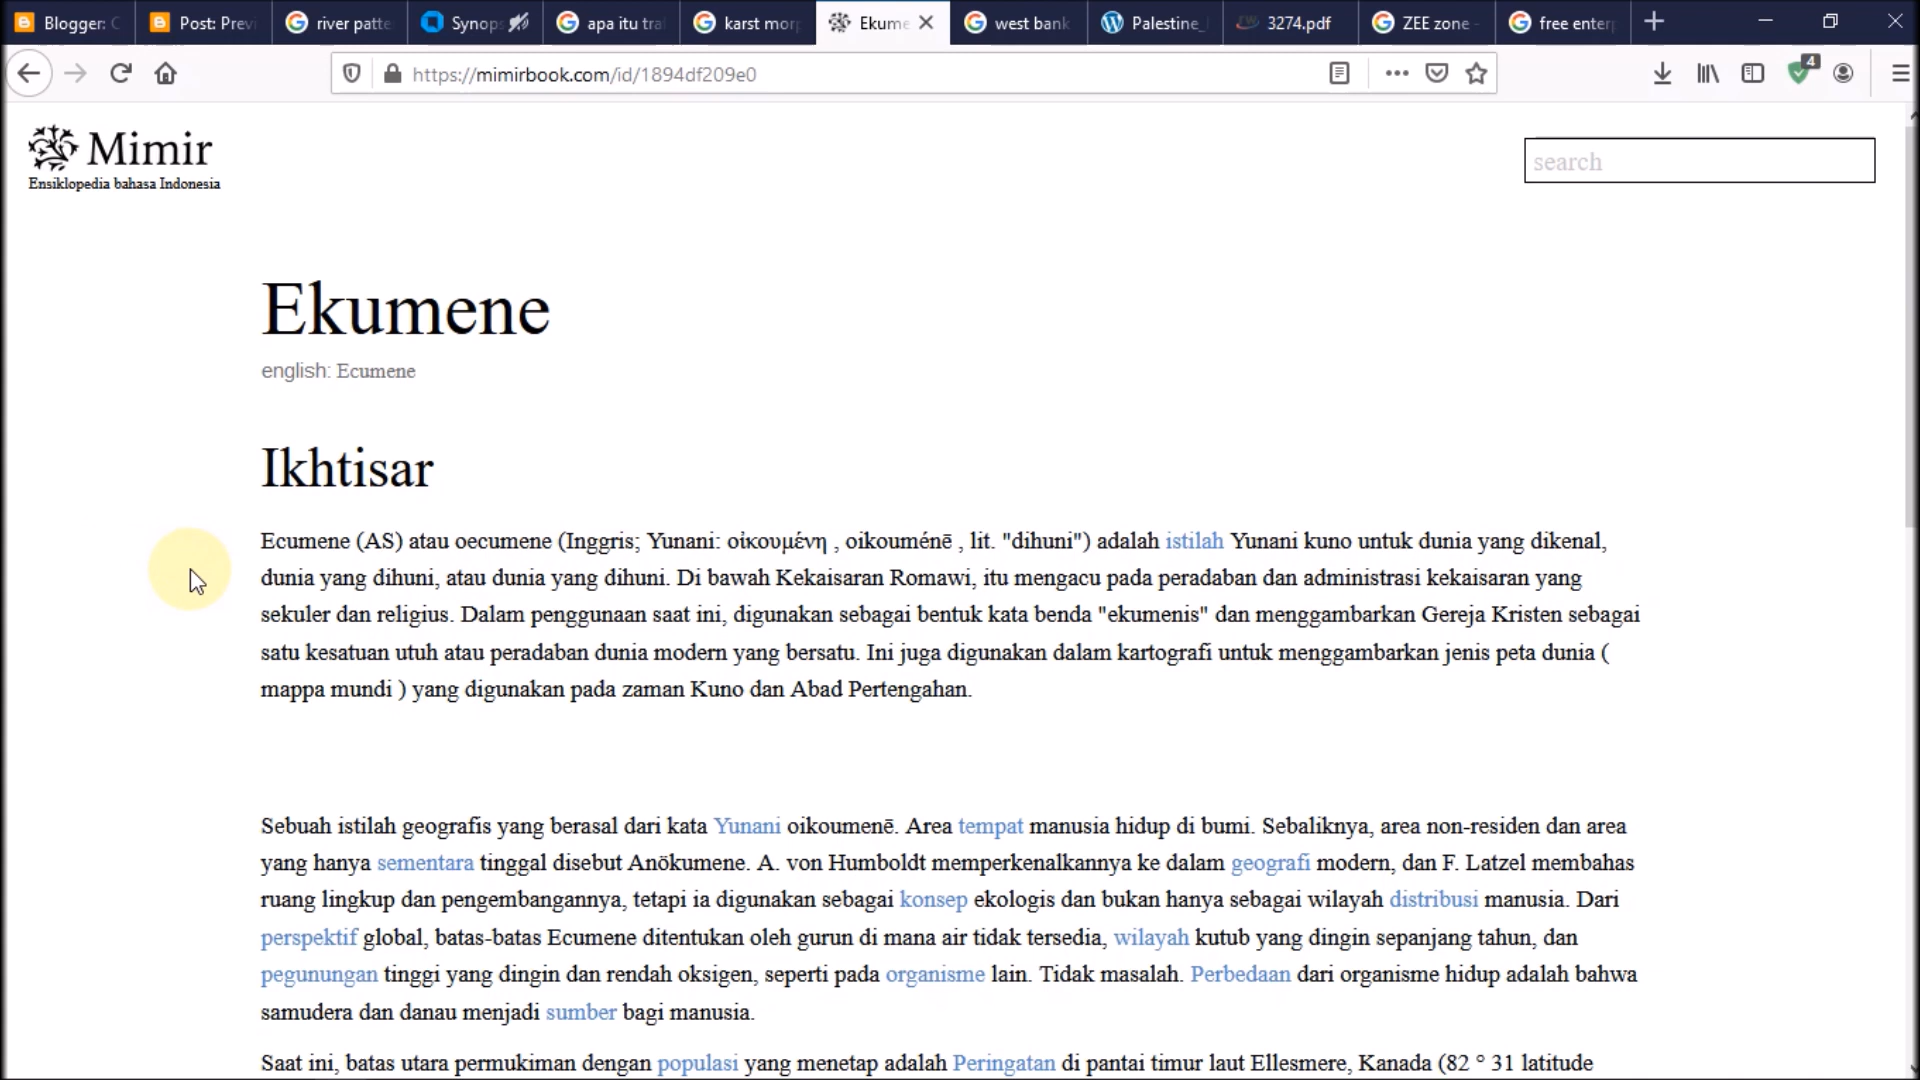 Blogger: C
Post: Previ
river patte
Synops
apa itu tra
karst morp
Ekume
west bank
Palestine_
3274.pdf
ZEE zone -
free enterp
https://mimirbook.com/id/1894df209e0
4
Mimir
Ensiklopedia bahasa Indonesia
search
Ekumene
english: Ecumene
Ikhtisar
Ecumene (AS) atau oecumene (Inggris; Yunani: οἰκουμένη , oikouménē , lit. "dihuni") adalah istilah Yunani kuno untuk dunia yang dikenal,
dunia yang dihuni, atau dunia yang dihuni. Di bawah Kekaisaran Romawi, itu mengacu pada peradaban dan administrasi kekaisaran yang
sekuler dan religius. Dalam penggunaan saat ini, digunakan sebagai bentuk kata benda "ekumenis" dan menggambarkan Gereja Kristen sebagai
satu kesatuan utuh atau peradaban dunia modern yang bersatu. Ini juga digunakan dalam kartografi untuk menggambarkan jenis peta dunia (
mappa mundi ) yang digunakan pada zaman Kuno dan Abad Pertengahan.
Sebuah istilah geografis yang berasal dari kata Yunani oikoumenē. Area tempat manusia hidup di bumi. Sebaliknya, area non-residen dan area
yang hanya sementara tinggal disebut Anökumene. A. von Humboldt memperkenalkannya ke dalam geografi modern, dan F. Latzel membahas
ruang lingkup dan pengembangannya, tetapi ia digunakan sebagai konsep ekologis dan bukan hanya sebagai wilayah distribusi manusia. Dari
perspektif global, batas-batas Ecumene ditentukan oleh gurun di mana air tidak tersedia, wilayah kutub yang dingin sepanjang tahun, dan
pegunungan tinggi yang dingin dan rendah oksigen, seperti pada organisme lain. Tidak masalah. Perbedaan dari organisme hidup adalah bahwa
samudera dan danau menjadi sumber bagi manusia.
Saat ini, batas utara permukiman dengan populasi yang menetap adalah Peringatan di pantai timur laut Ellesmere, Kanada (82 ° 31 latitude